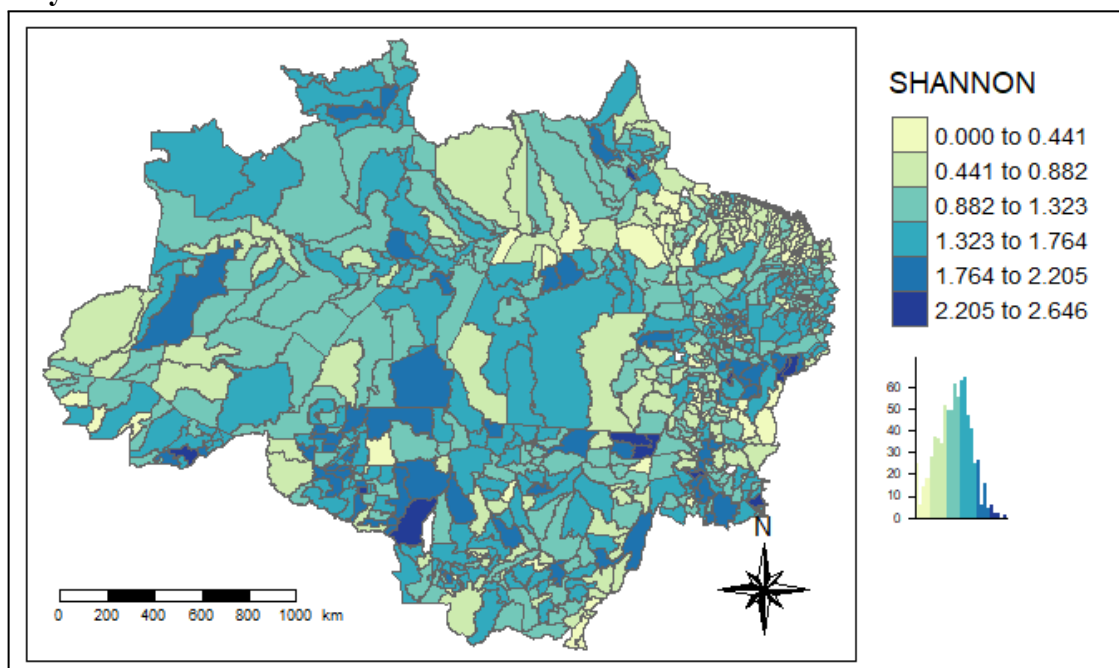 SHANNON
0.000 to 0.441
0.441 to 0.882
0.882 to 1.323
1.323 to 1.764
1.764 to 2.205
2.205 to 2.646
60
50
40
30
20
10
0
N
0 200 400 600 800 1000 km